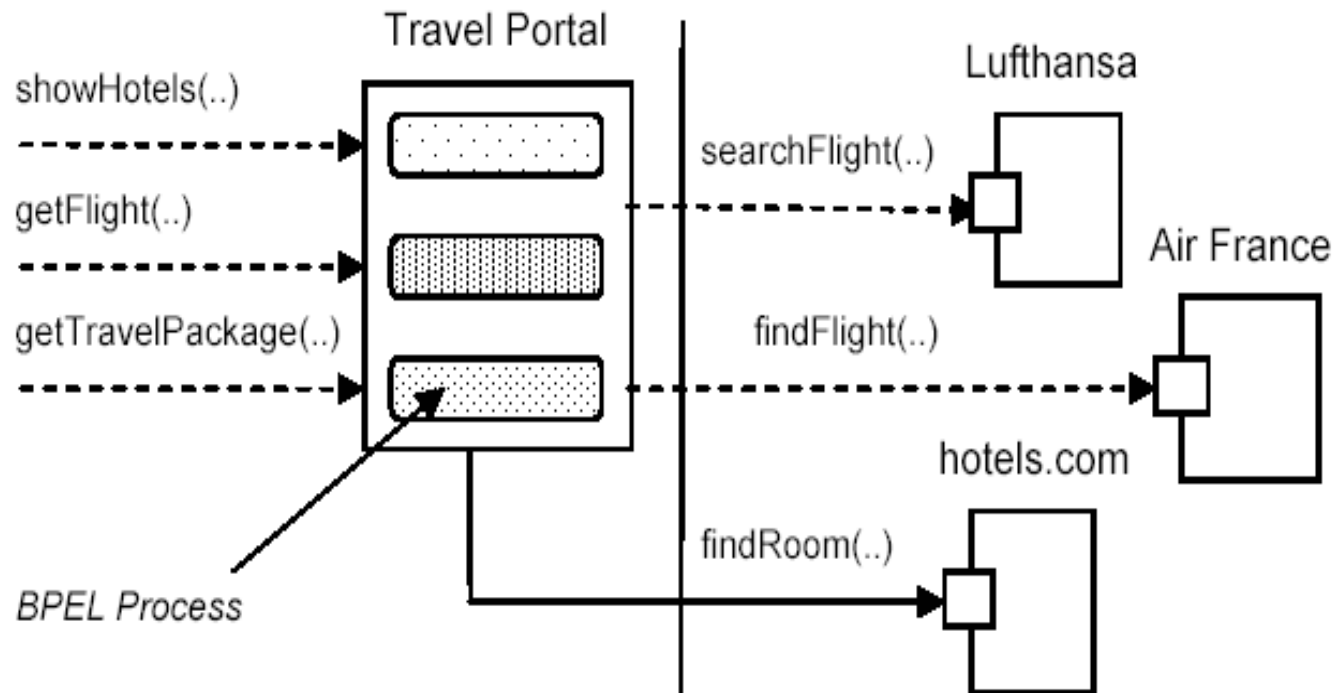 Travel Portal
Lufthansa
showHotels(..)
searchFlight(..)
getFlight(..)
Air France
getTravelPackage(..)
findFlight(..)
hotels.com
findRoom(..)
BPEL Process